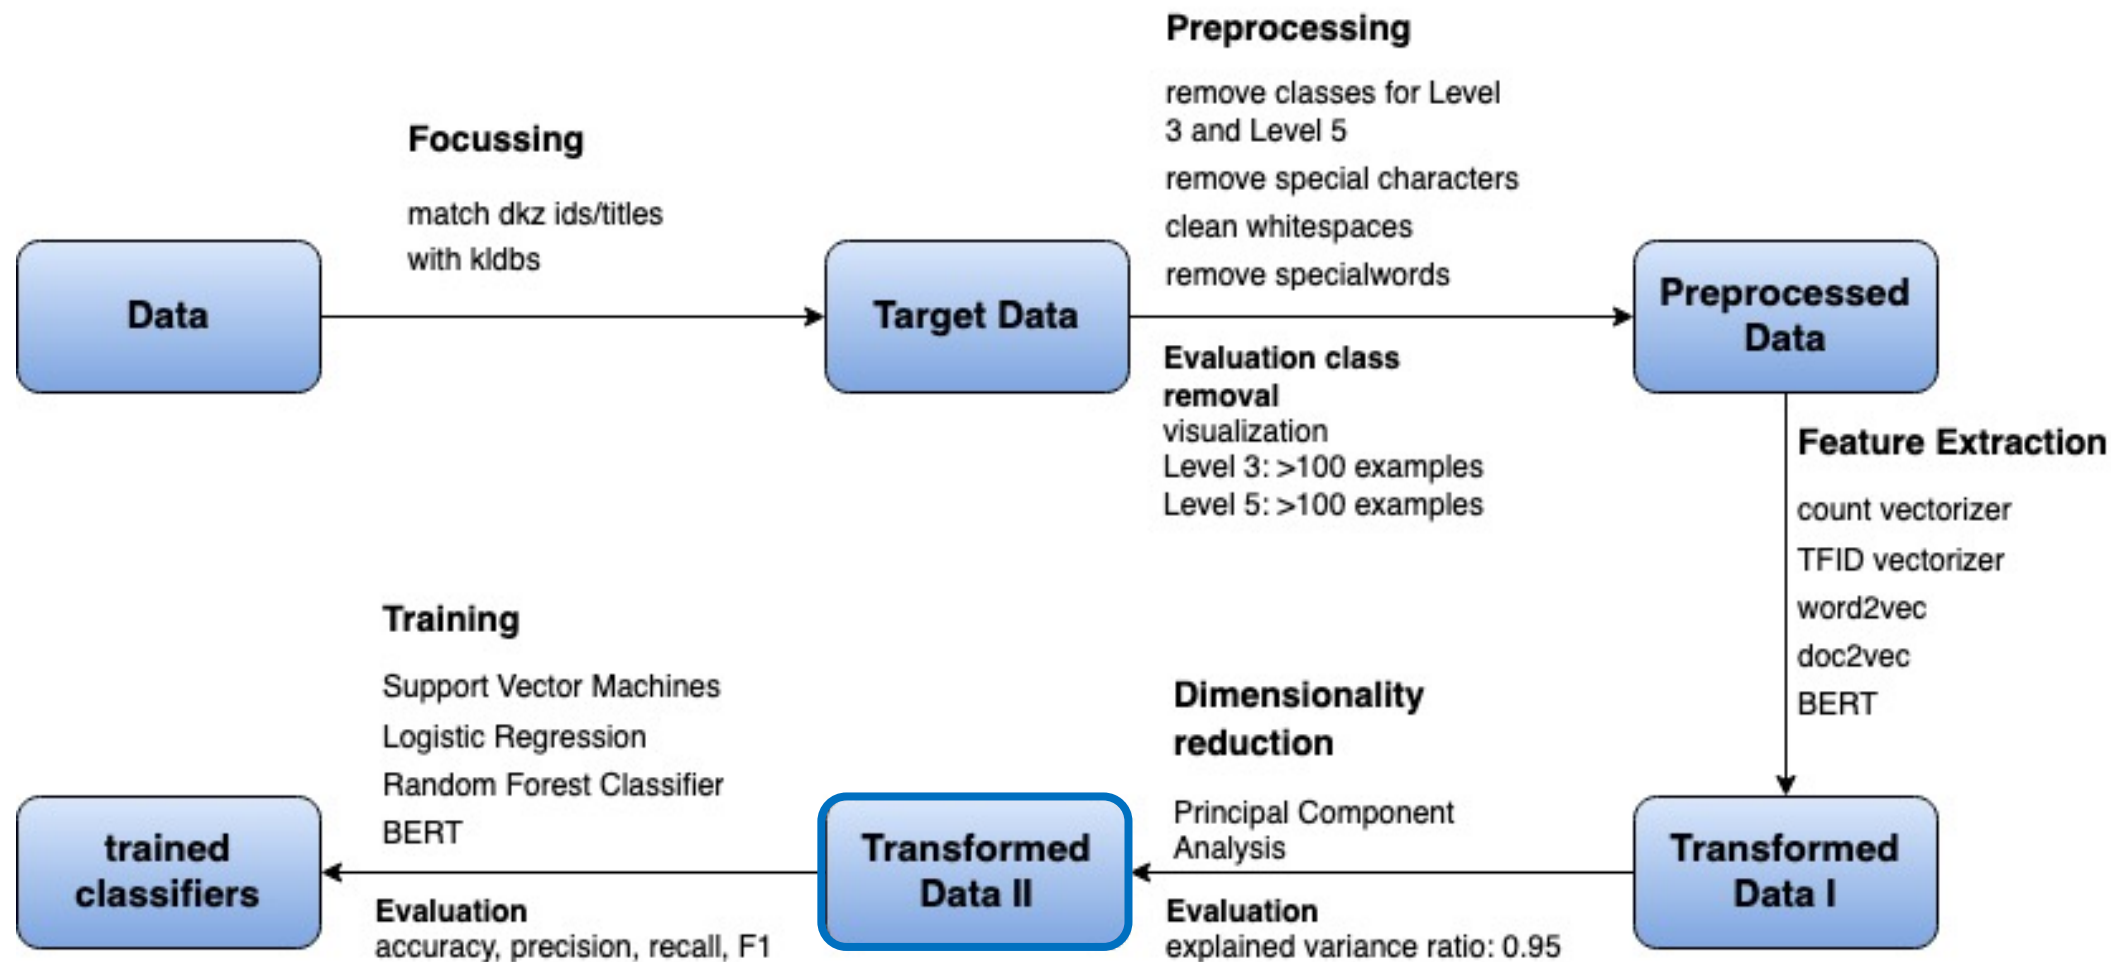 Preprocessing
remove classes for Level
3 and Level 5
remove special characters
clean whitespaces
remove specialwords
Focussing
match dkz ids/titles
with kldbs
Data
Target Data
Preprocessed
Data
Evaluation class
removal
visualization
Level 3: >100 examples
Level 5: >100 examples
Feature Extraction
count vectorizer
TFID vectorizer
word2vec
doc2vec
BERT
Transformed
Data I
Dimensionality
reduction
Principal Component
Analysis
Evaluation
explained variance ratio: 0.95
Transformed
Data II
Training
Support Vector Machines
Logistic Regression
Random Forest Classifier
BERT
Evaluation
accuracy, precision, recall, F1
trained
classifiers